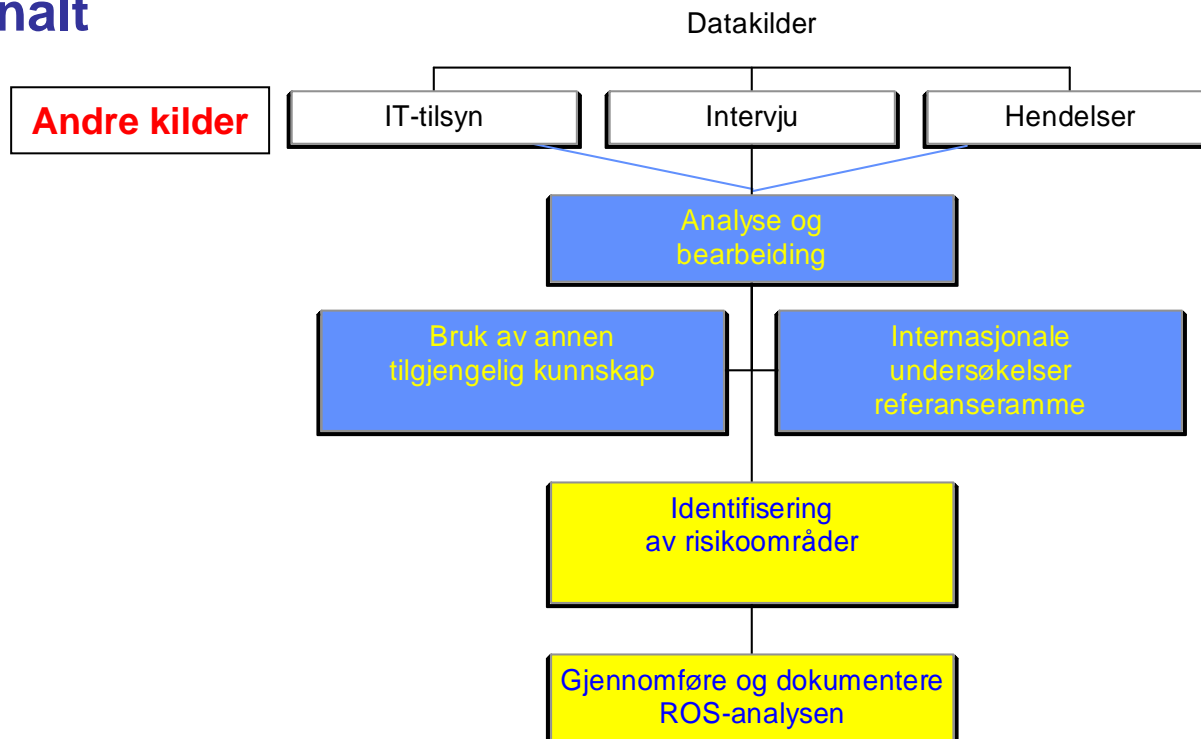 nalt
Datakilder
Andre kilder
IT-tilsyn
Intervju
Hendelser
Analyse og
bearbeiding
Bruk av annen
tilgjengelig kunnskap
Internasjonale
undersøkelser
referanseramme
Identifisering
av risikoområder
Gjennomføre og dokumentere
ROS-analysen